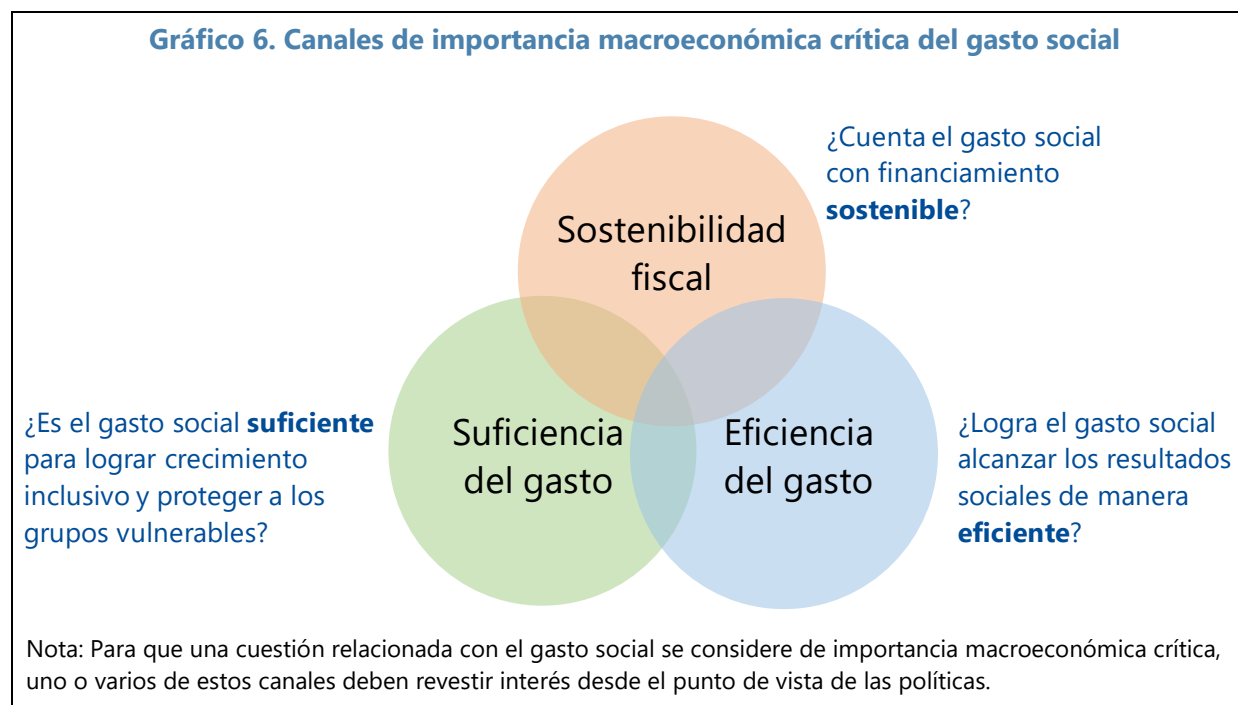 Gráfico 6. Canales de importancia macroeconómica crítica del gasto social
¿Cuenta el gasto social
con financiamiento
sostenible?
Sostenibilidad
fiscal
¿Es el gasto social suficiente
para lograr crecimiento
inclusivo y proteger a los
grupos vulnerables?
Suficiencia
del gasto
Eficiencia
del gasto
¿Logra el gasto social
alcanzar los resultados
sociales de manera
eficiente?
Nota: Para que una cuestión relacionada con el gasto social se considere de importancia macroeconómica crítica,
uno o varios de estos canales deben revestir interés desde el punto de vista de las políticas.